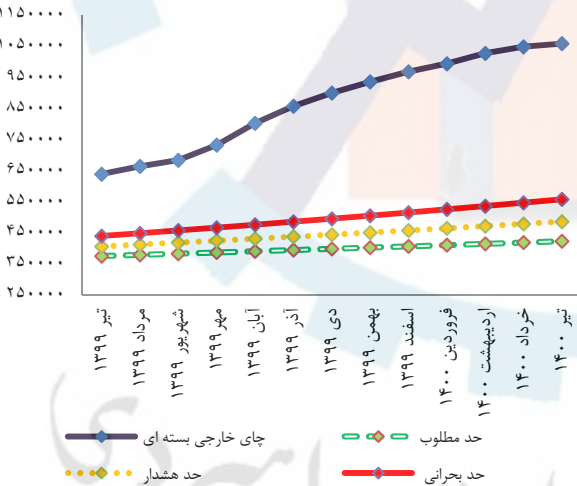 ۱۱۵۰۰۰۰
۱۰۵۰۰۰۰
۹۵۰۰۰۰
۸۵۰۰۰۰
۷۵۰۰۰۰
۶۵۰۰۰۰
۵۵۰۰۰۰
۴۵۰۰۰۰
۳۵۰۰۰۰
۲۵۰۰۰۰
تیر ۱۳۹۹
مرداد ۱۳۹۹
شهریور ۱۳۹۹
مهر ۱۳۹۹
آبان ۱۳۹۹
آذر ۱۳۹۹
دی ۱۳۹۹
بهمن ۱۳۹۹
اسفند ۱۳۹۹
فروردین ۱۴۰۰
اردیبهشت ۱۴۰۰
خرداد ۱۴۰۰
تیر ۱۴۰۰
حد مطلوب
چای خارجی بسته ای
حد بحرانی
حد هشدار